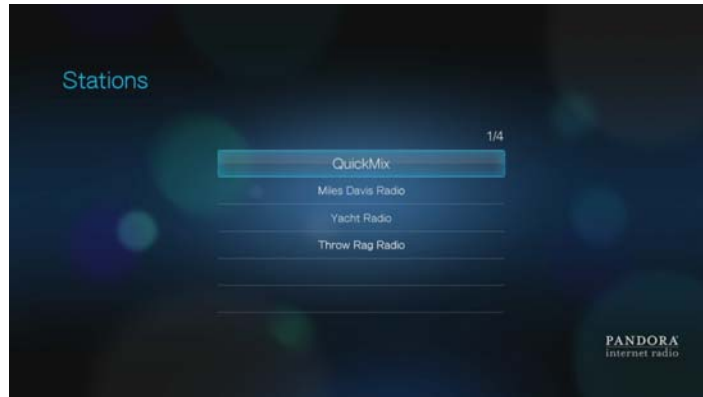 Stations
1/4
QuickMix
Miles Davis Radio
Yacht Radio
Throw Rag Radio
PANDORA
internet radio